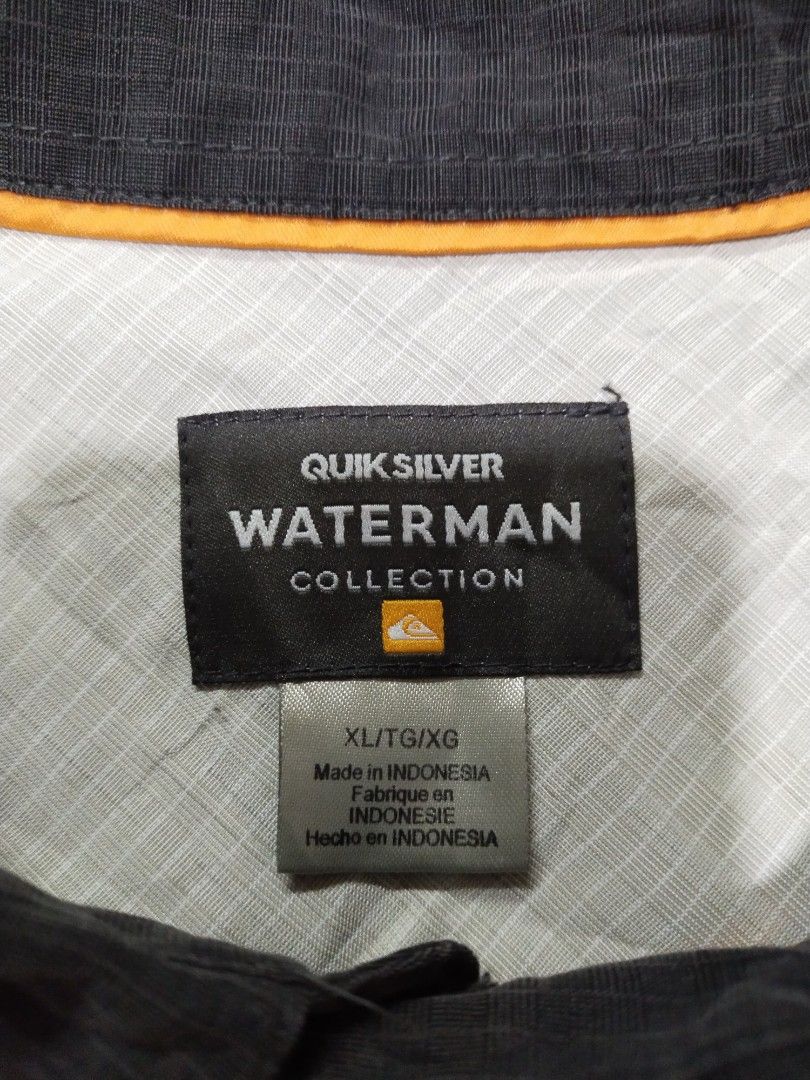 QUIKSILVER
WATERMAN
COLLECTION
XL/TG/XG
Made in INDONESIA
Fabrique en
INDONESIE
Hecho en INDONESIA